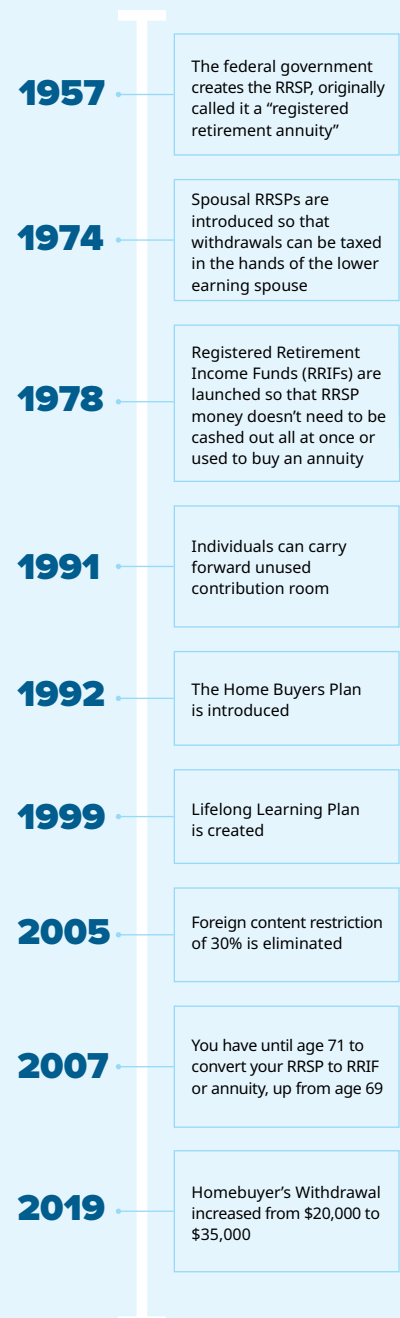 1957
The federal government
creates the RRSP, originally
called it a “registered
retirement annuity”
1974
Spousal RRSPs are
introduced so that
withdrawals can be taxed
in the hands of the lower
earning spouse
1978
Registered Retirement
Income Funds (RRIFs) are
launched so that RRSP
money doesn’t need to be
cashed out all at once or
used to buy an annuity
1991
Individuals can carry
forward unused
contribution room
1992
The Home Buyers Plan
is introduced
1999
Lifelong Learning Plan
is created
2005
Foreign content restriction
of 30% is eliminated
2007
You have until age 71 to
convert your RRSP to RRIF
or annuity, up from age 69
2019
Homebuyer’s Withdrawal
increased from $20,000 to
$35,000